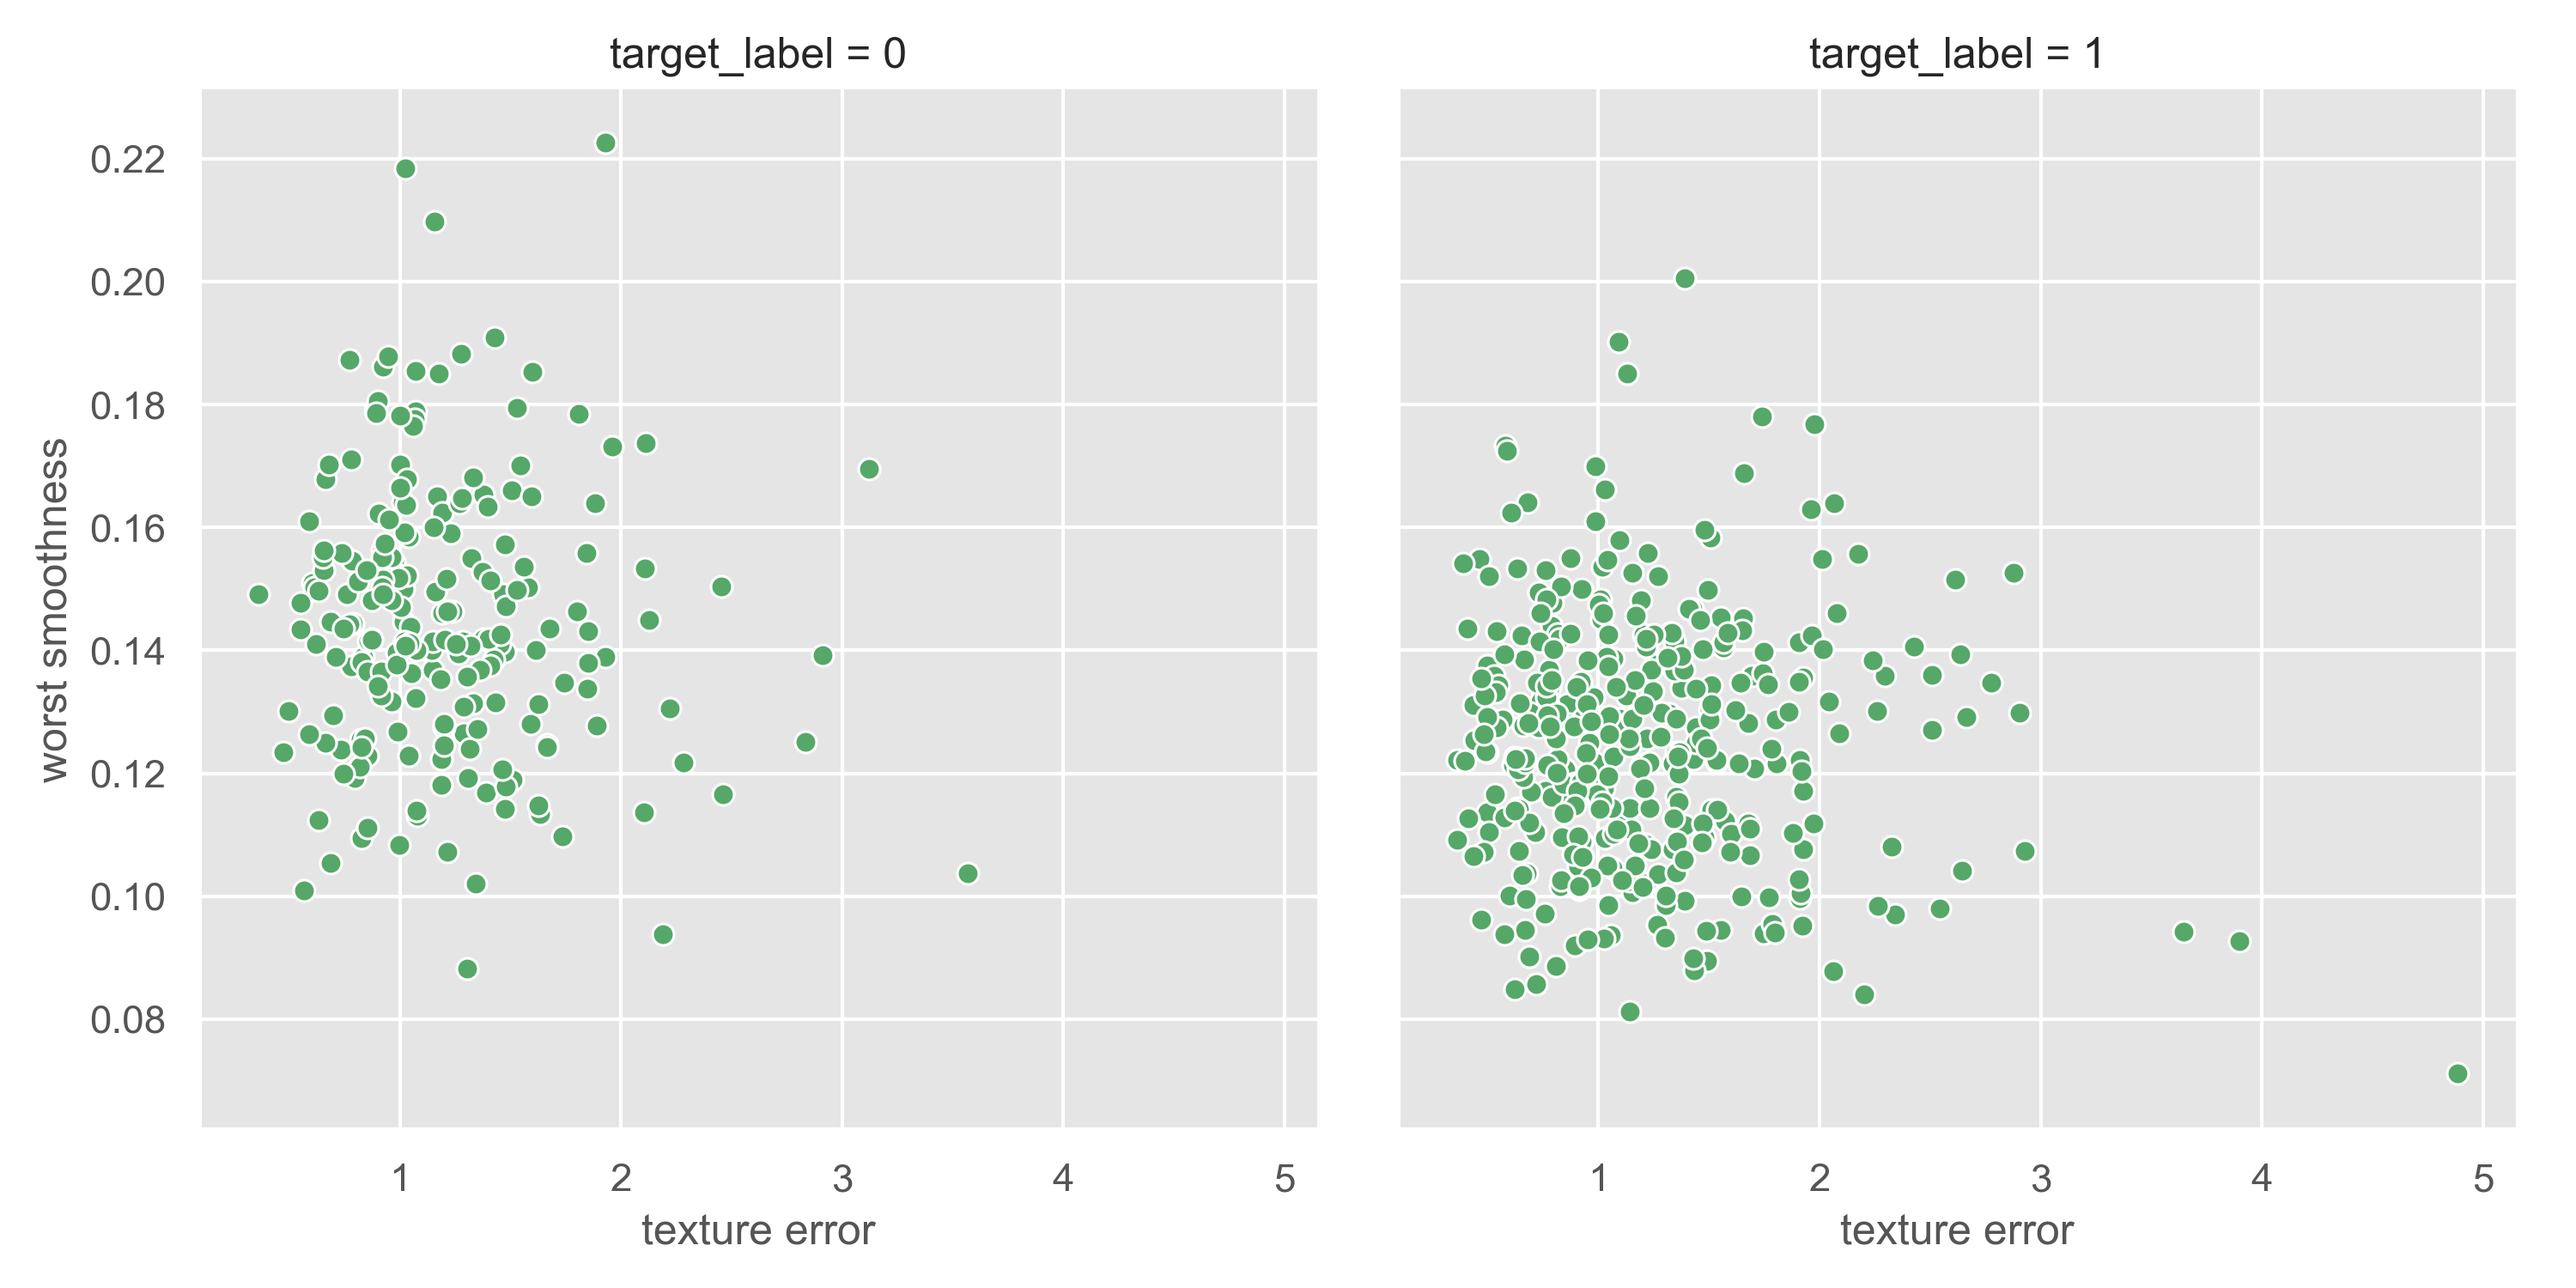 target_label = 0
target_label = 1
0.22
0.20
0.18
0.16
0.14
0.12
0.10
0.08
worst smoothness
1 2 3 4 5
1 2 3 4 5
texture error
texture error